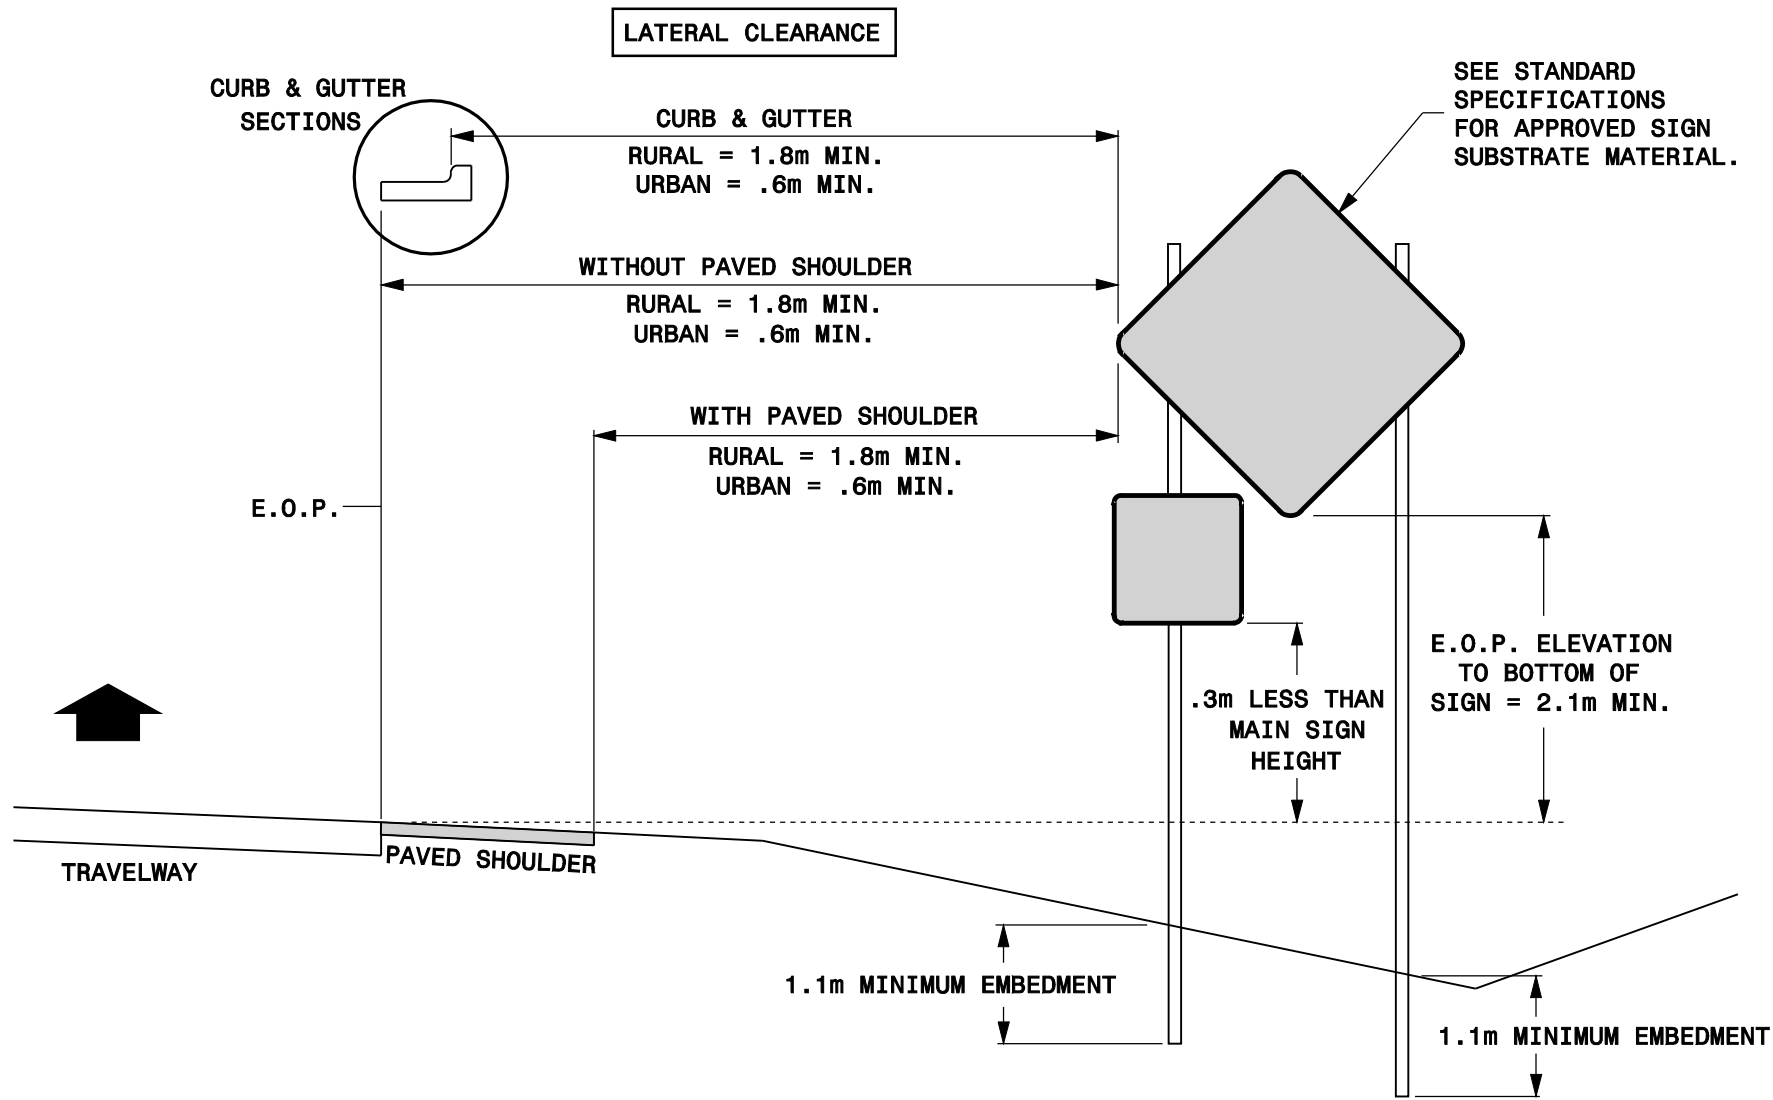 LATERAL CLEARANCE
CURB & GUTTER
SECTIONS
CURB & GUTTER
RURAL = 1.8m MIN.
URBAN = .6m MIN.
SEE STANDARD
SPECIFICATIONS
FOR APPROVED SIGN
SUBSTRATE MATERIAL.
WITHOUT PAVED SHOULDER
RURAL = 1.8m MIN.
URBAN = .6m MIN.
WITH PAVED SHOULDER
RURAL = 1.8m MIN.
URBAN = .6m MIN.
E.O.P.
E.O.P. ELEVATION
TO BOTTOM OF
SIGN = 2.1m MIN.
.3m LESS THAN
MAIN SIGN
HEIGHT
PAVED SHOULDER
TRAVELWAY
1.1m MINIMUM EMBEDMENT
1.1m MINIMUM EMBEDMENT